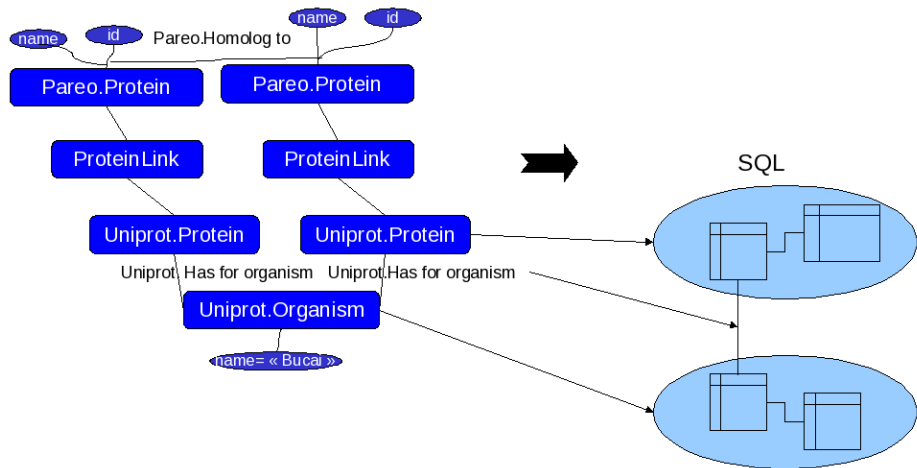 name
id
Pareo.Homolog to
name
id
Pareo.Protein
Pareo.Protein
ProteinLink
ProteinLink
SQL
Uniprot.Protein
Uniprot.Protein
Uniprot.Has for organism
Uniprot.Has for organism
Uniprot.Organism
name= « Bucai »